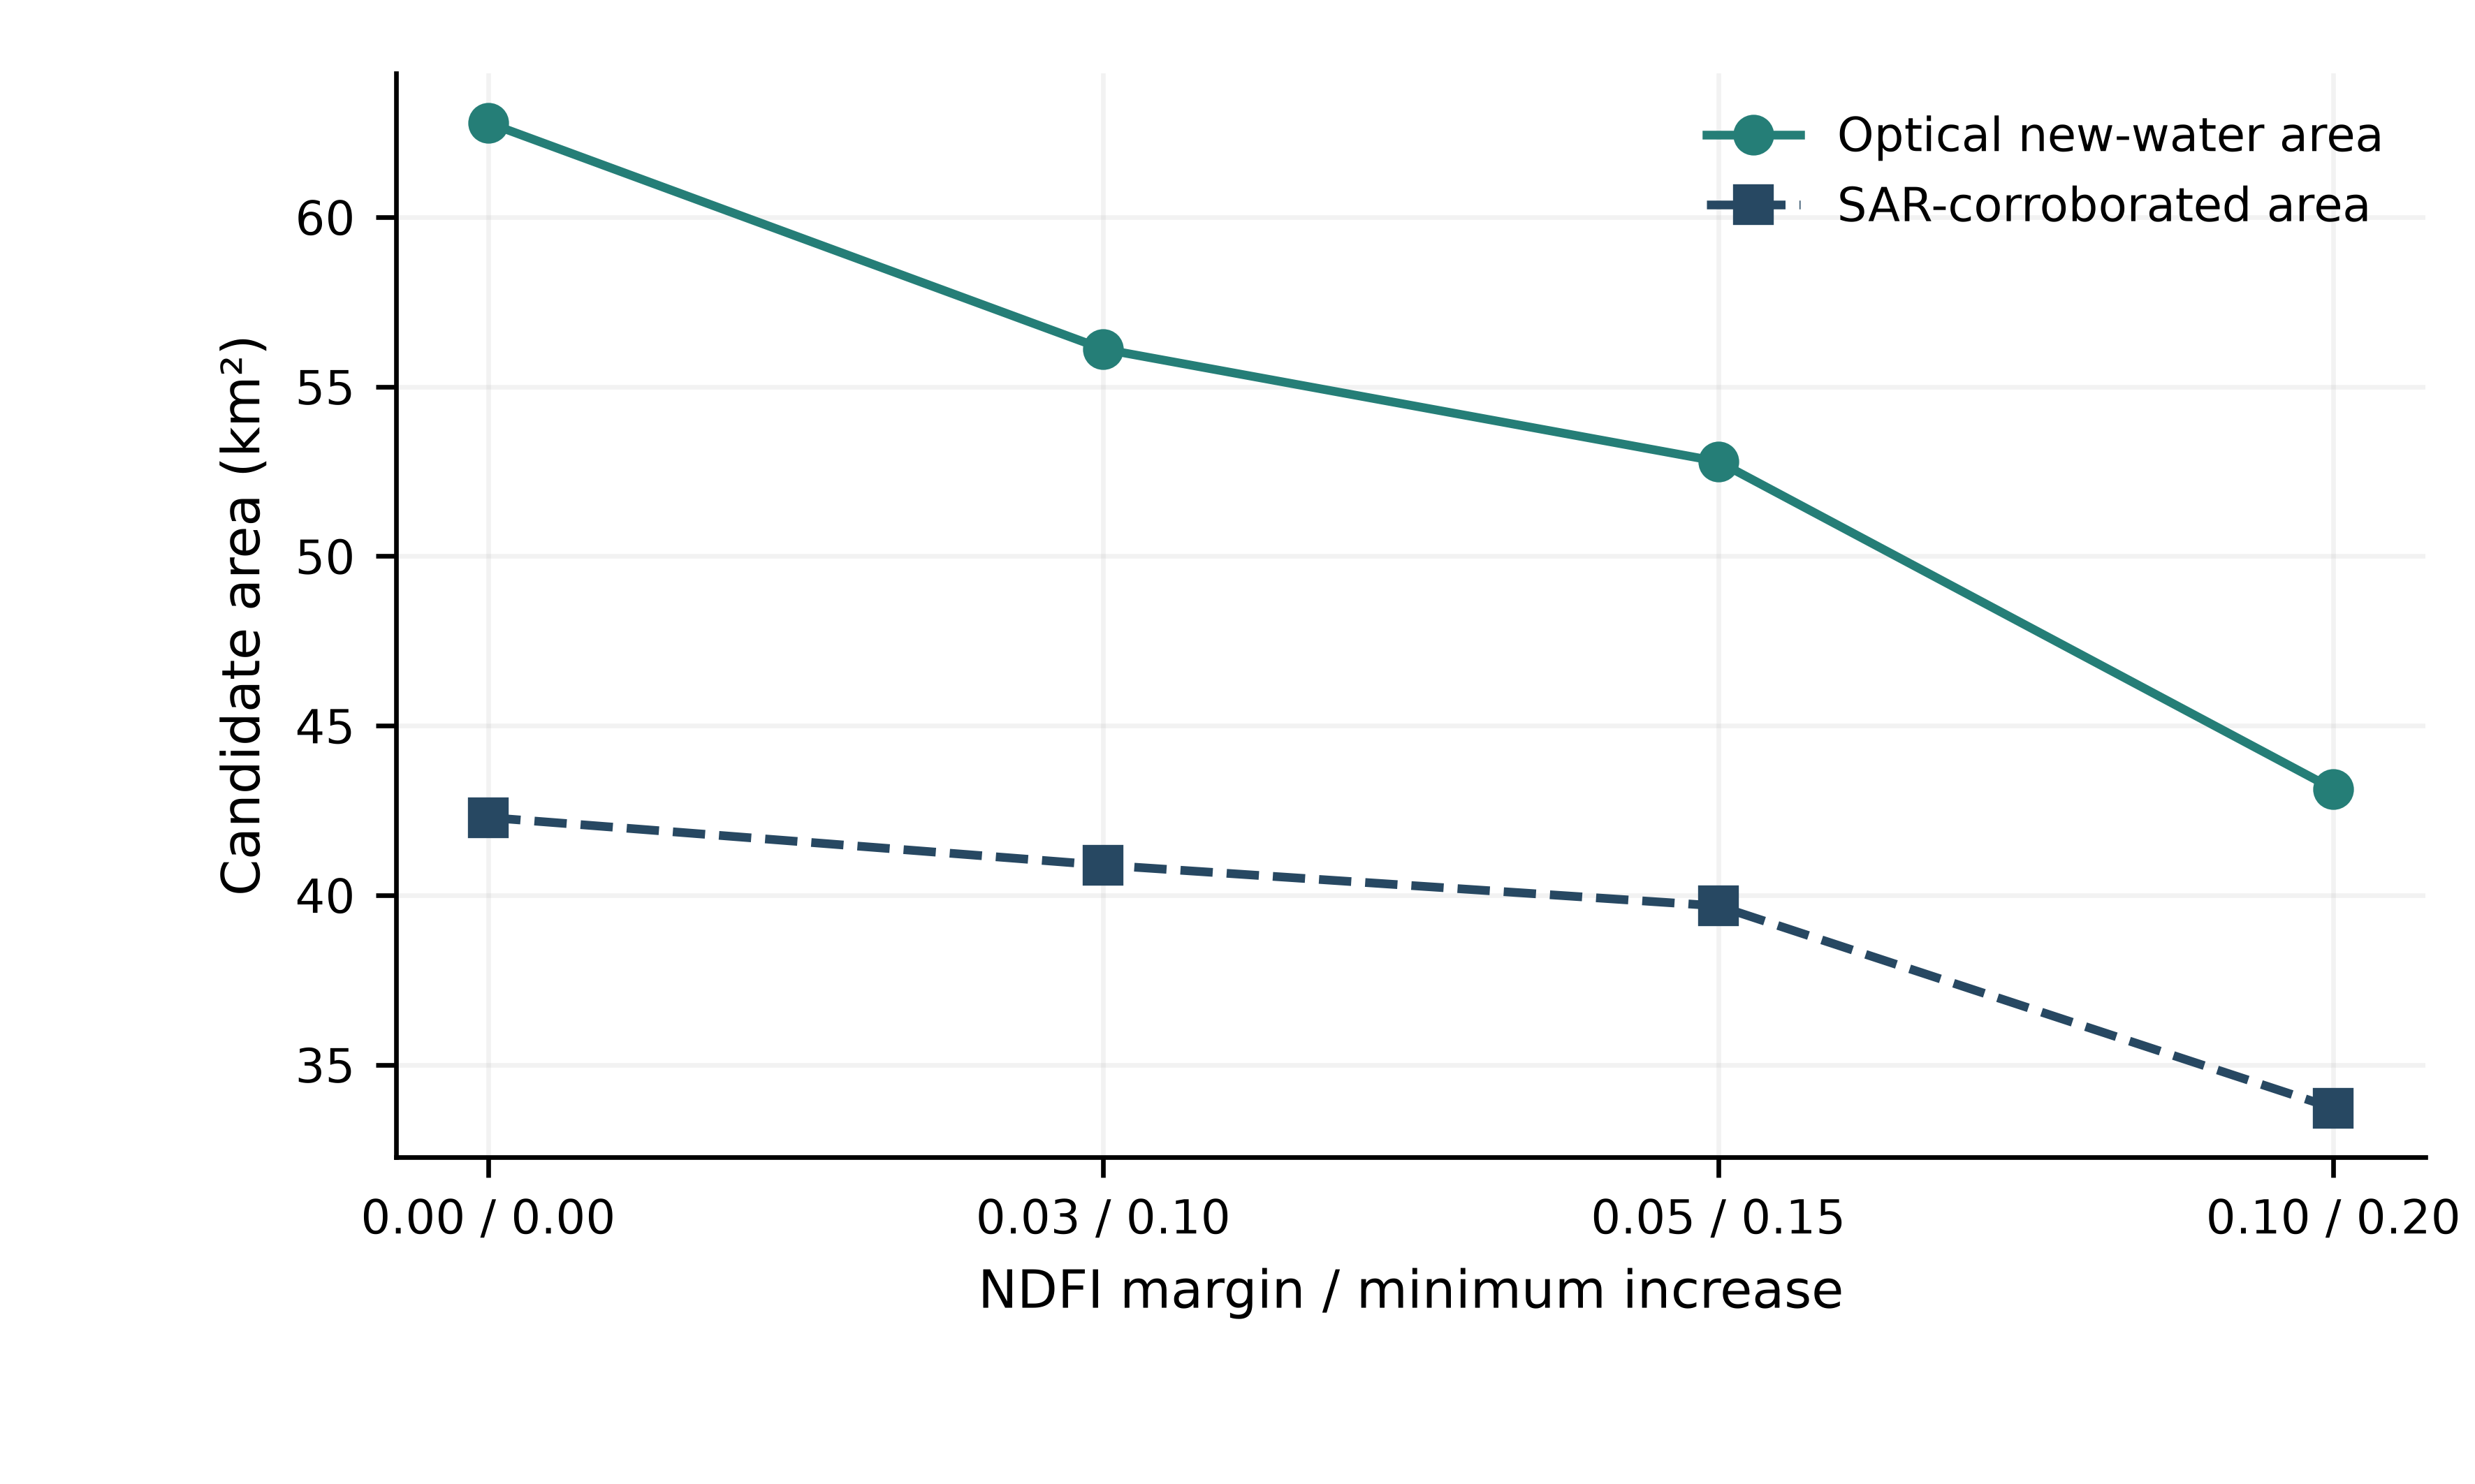 Optical new-water area
SAR-corroborated area
Candidate area (km²)
60
55
50
45
40
35
0.00 / 0.00
0.03 / 0.10
0.05 / 0.15
0.10 / 0.20
NDFI margin / minimum increase